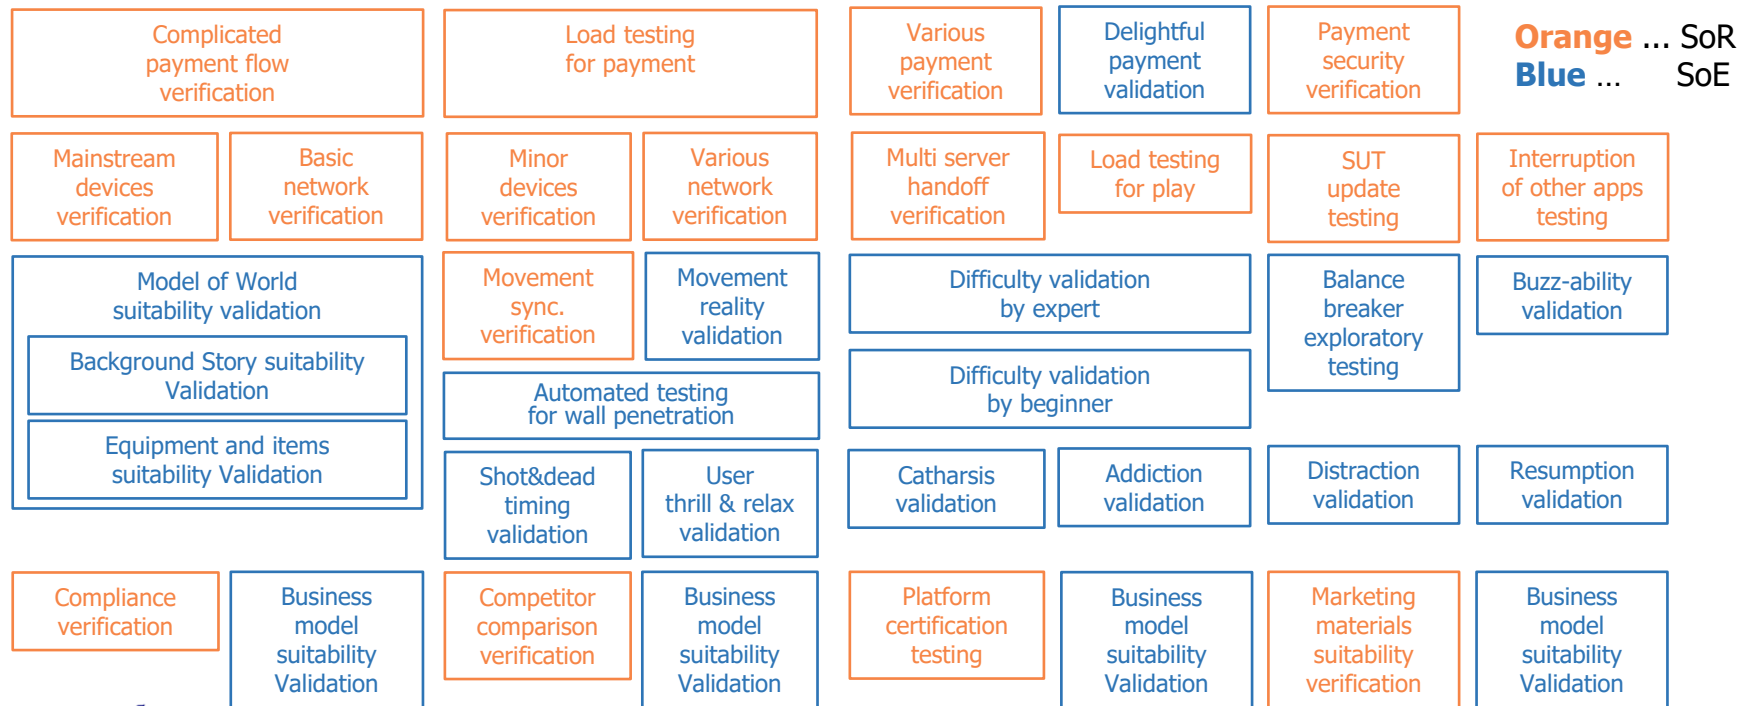 Complicated
payment flow
verification
Load testing
for payment
Various
payment
verification
Delightful
payment
validation
Payment
security
verification
Orange ... SoR
Blue ... SoE
Mainstream
devices
verification
Basic
network
verification
Minor
devices
verification
Various
network
verification
Multi server
handoff
verification
Load testing
for play
SUT
update
testing
Interruption
of other apps
testing
Model of World
suitability validation
Background Story suitability
Validation
Equipment and items
suitability Validation
Movement
sync.
verification
Movement
reality
validation
Automated testing
for wall penetration
Shot&dead
timing
validation
User
thrill & relax
validation
Difficulty validation
by expert
Difficulty validation
by beginner
Balance
breaker
exploratory
testing
Buzz-ability
validation
Catharsis
validation
Addiction
validation
Distraction
validation
Resumption
validation
Compliance
verification
Business
model
suitability
Validation
Competitor
comparison
verification
Business
model
suitability
Validation
Platform
certification
testing
Business
model
suitability
Validation
Marketing
materials
suitability
verification
Business
model
suitability
Validation